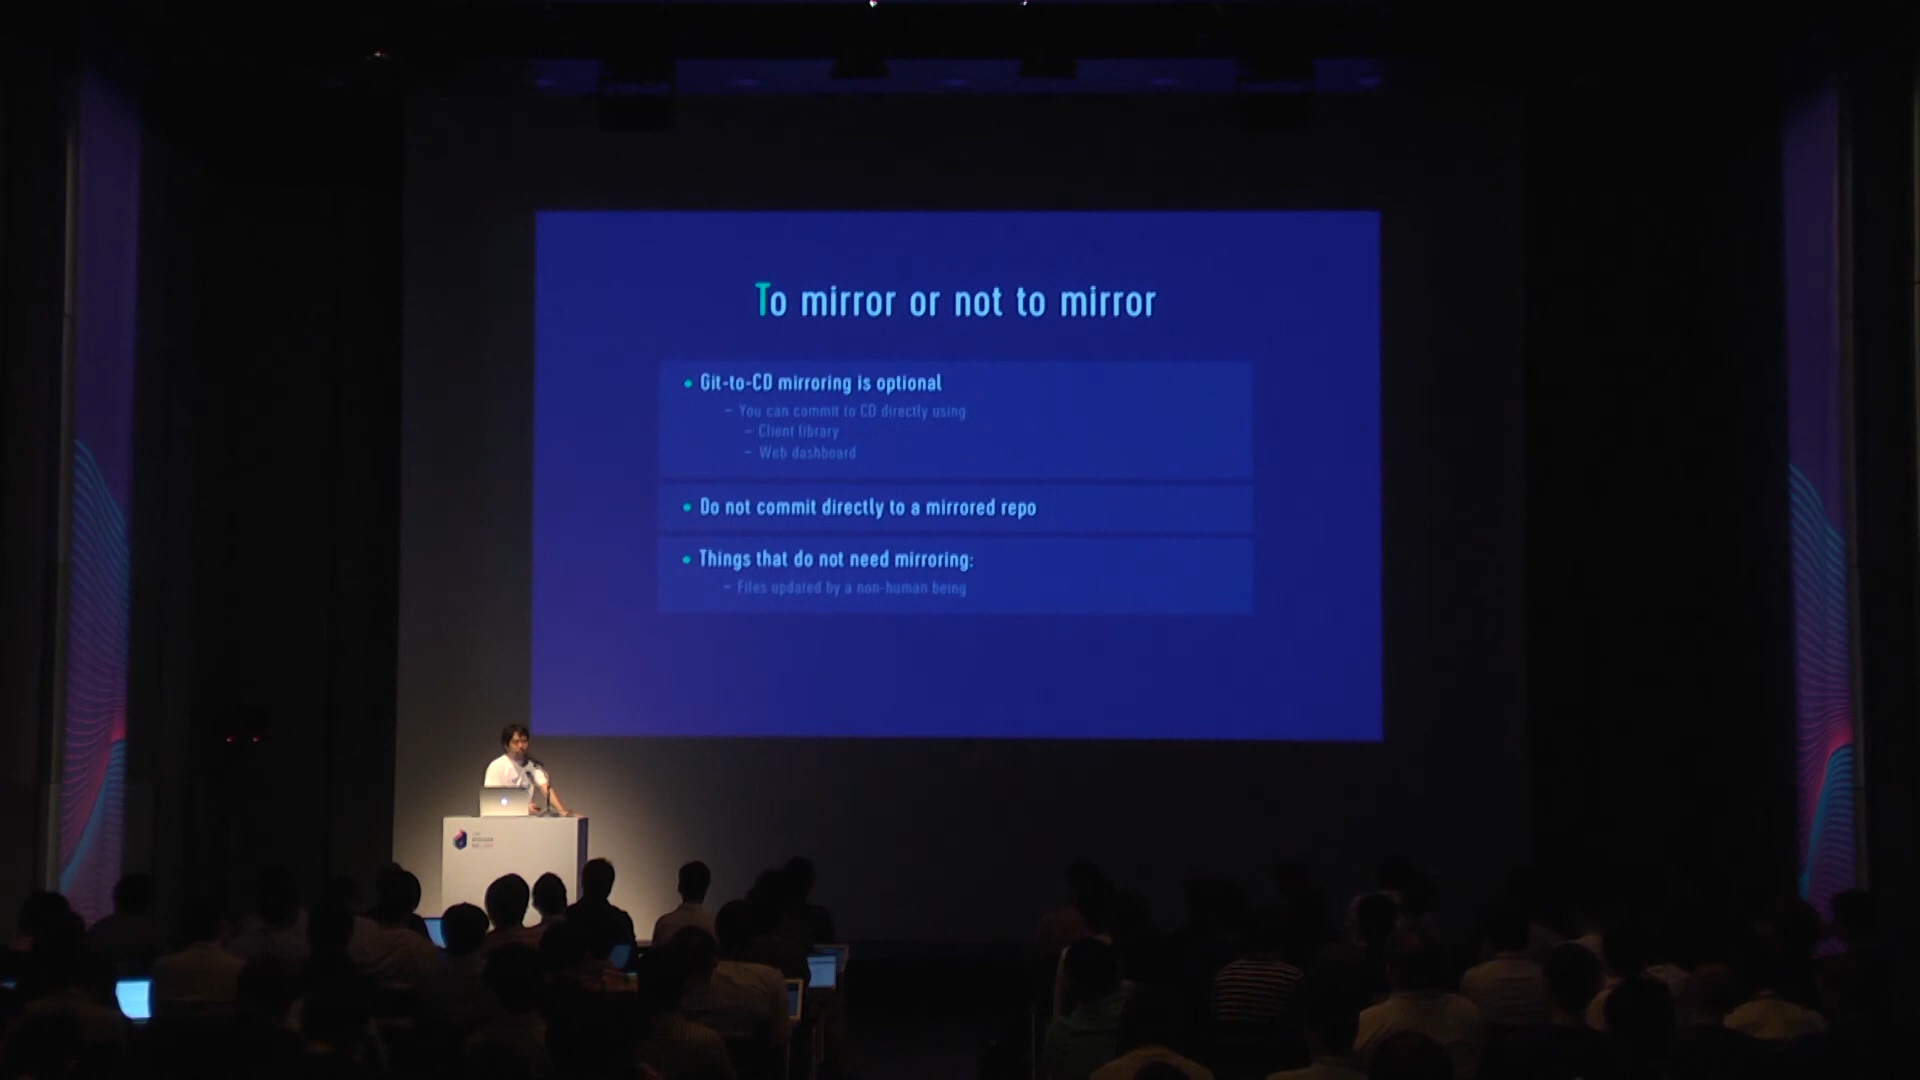 To mirror or not to mirror
• Git-to-CD mirroring is optional
– You can commit to CD directly using
– Client library
– Web dashboard
• Do not commit directly to a mirrored repo
• Things that do not need mirroring:
– Files updated by a non-human being